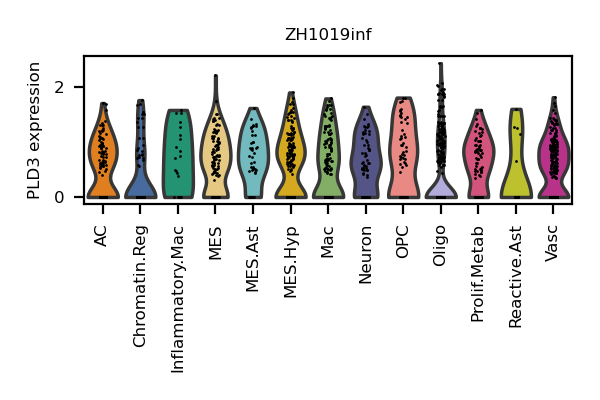 ZH1019inf
PLD3 expression
2
0
AC
Chromatin.Reg
Inflammatory.Mac
MES
MES.Ast
MES.Hyp
Mac
Neuron
OPC
Oligo
Prolif.Metab
Reactive.Ast
Vasc